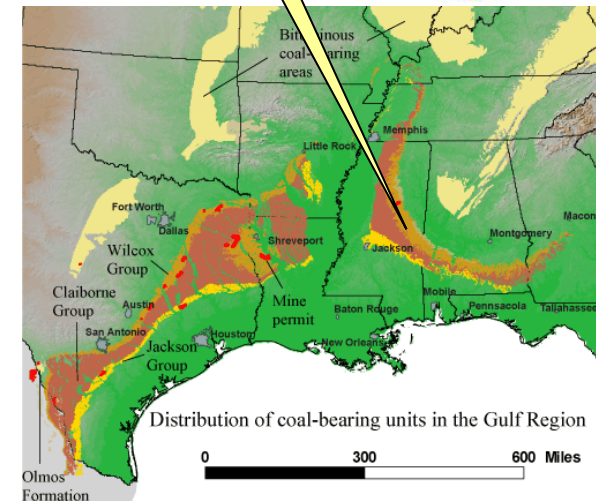 Bituminous
coal-bearing
areas
Memphis
Little Rock
Fort Worth
Dallas
Macon
Montgomery
Shreveport
Jackson
Wilcox
Group
Claiborne
Group
Mine
permit
Mobile
Pennsacola
Tallahassee
Baton Rouge
Austin
San Antonio
Houston
New Orleans
Jackson
Group
Distribution of coal-bearing units in the Gulf Region
0 300 600 Miles
Olmos
Formation